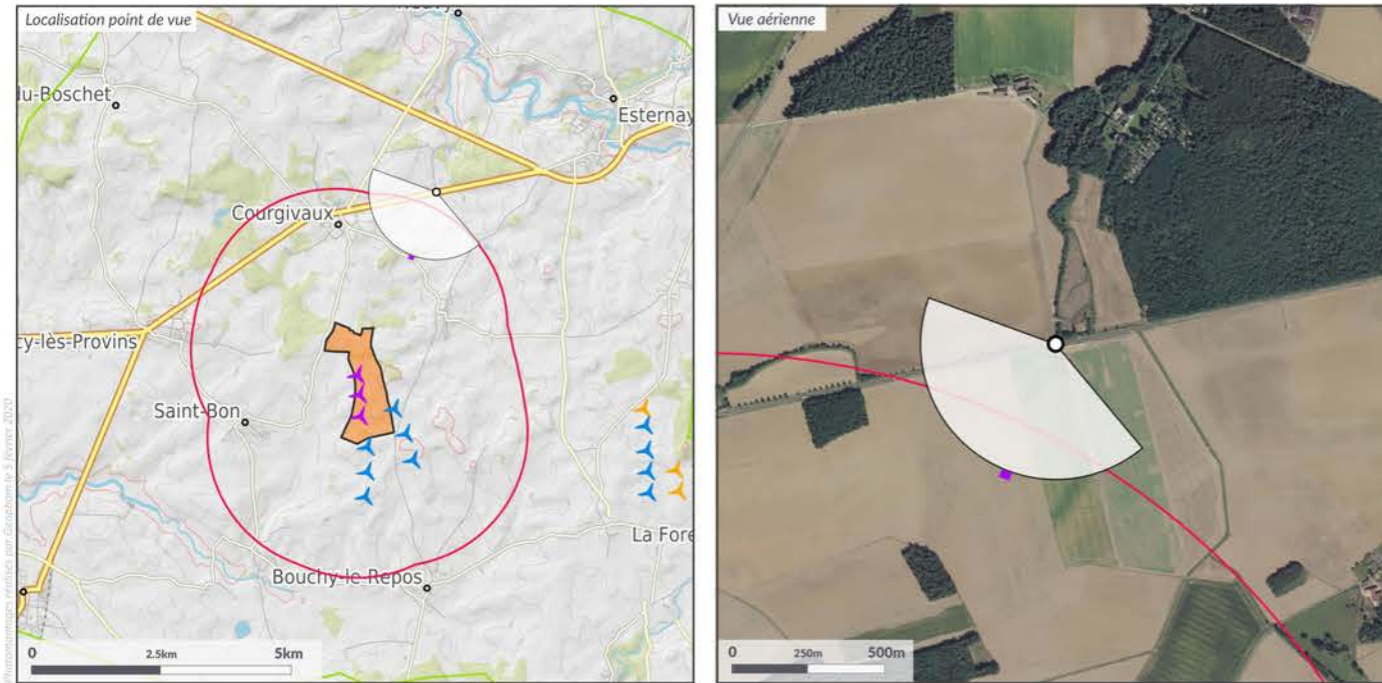 Localisation point de vue
du-Boschet
Esternay
Courgivaux
cy-lès-Provins
Saint-Bon
La Fore
Bouchy-le-Repos
0
2.5km
5km
Photomontages réalisés par Geophom le 5 février 2020
Vue aérienne
0
250m
500m